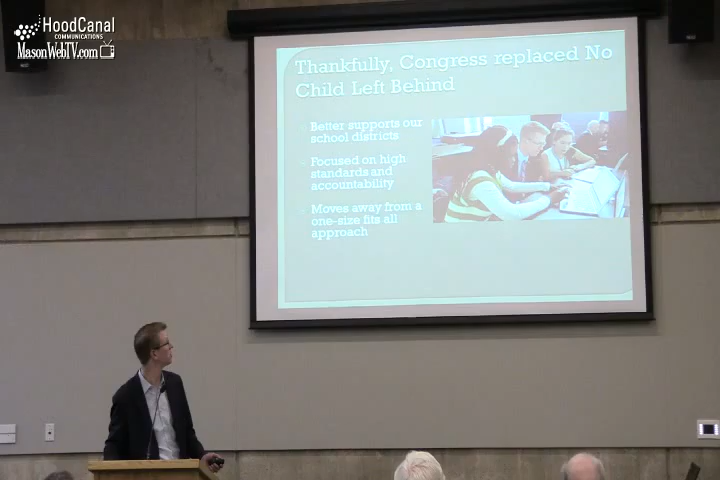 HoodCanal
COMMUNICATIONS
MasonWebTV.com
Thankfully, Congress replaced No
Child Left Behind
Better supports our
school districts
Focused on high
standards and
accountability
Moves away from a
one-size fits all
approach